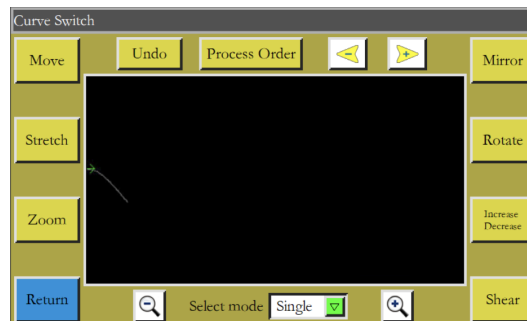 Curve Switch
Move
Undo
Process Order
Mirror
Stretch
Rotate
Zoom
Increase
Decrease
Return
Select mode
Single
Shear